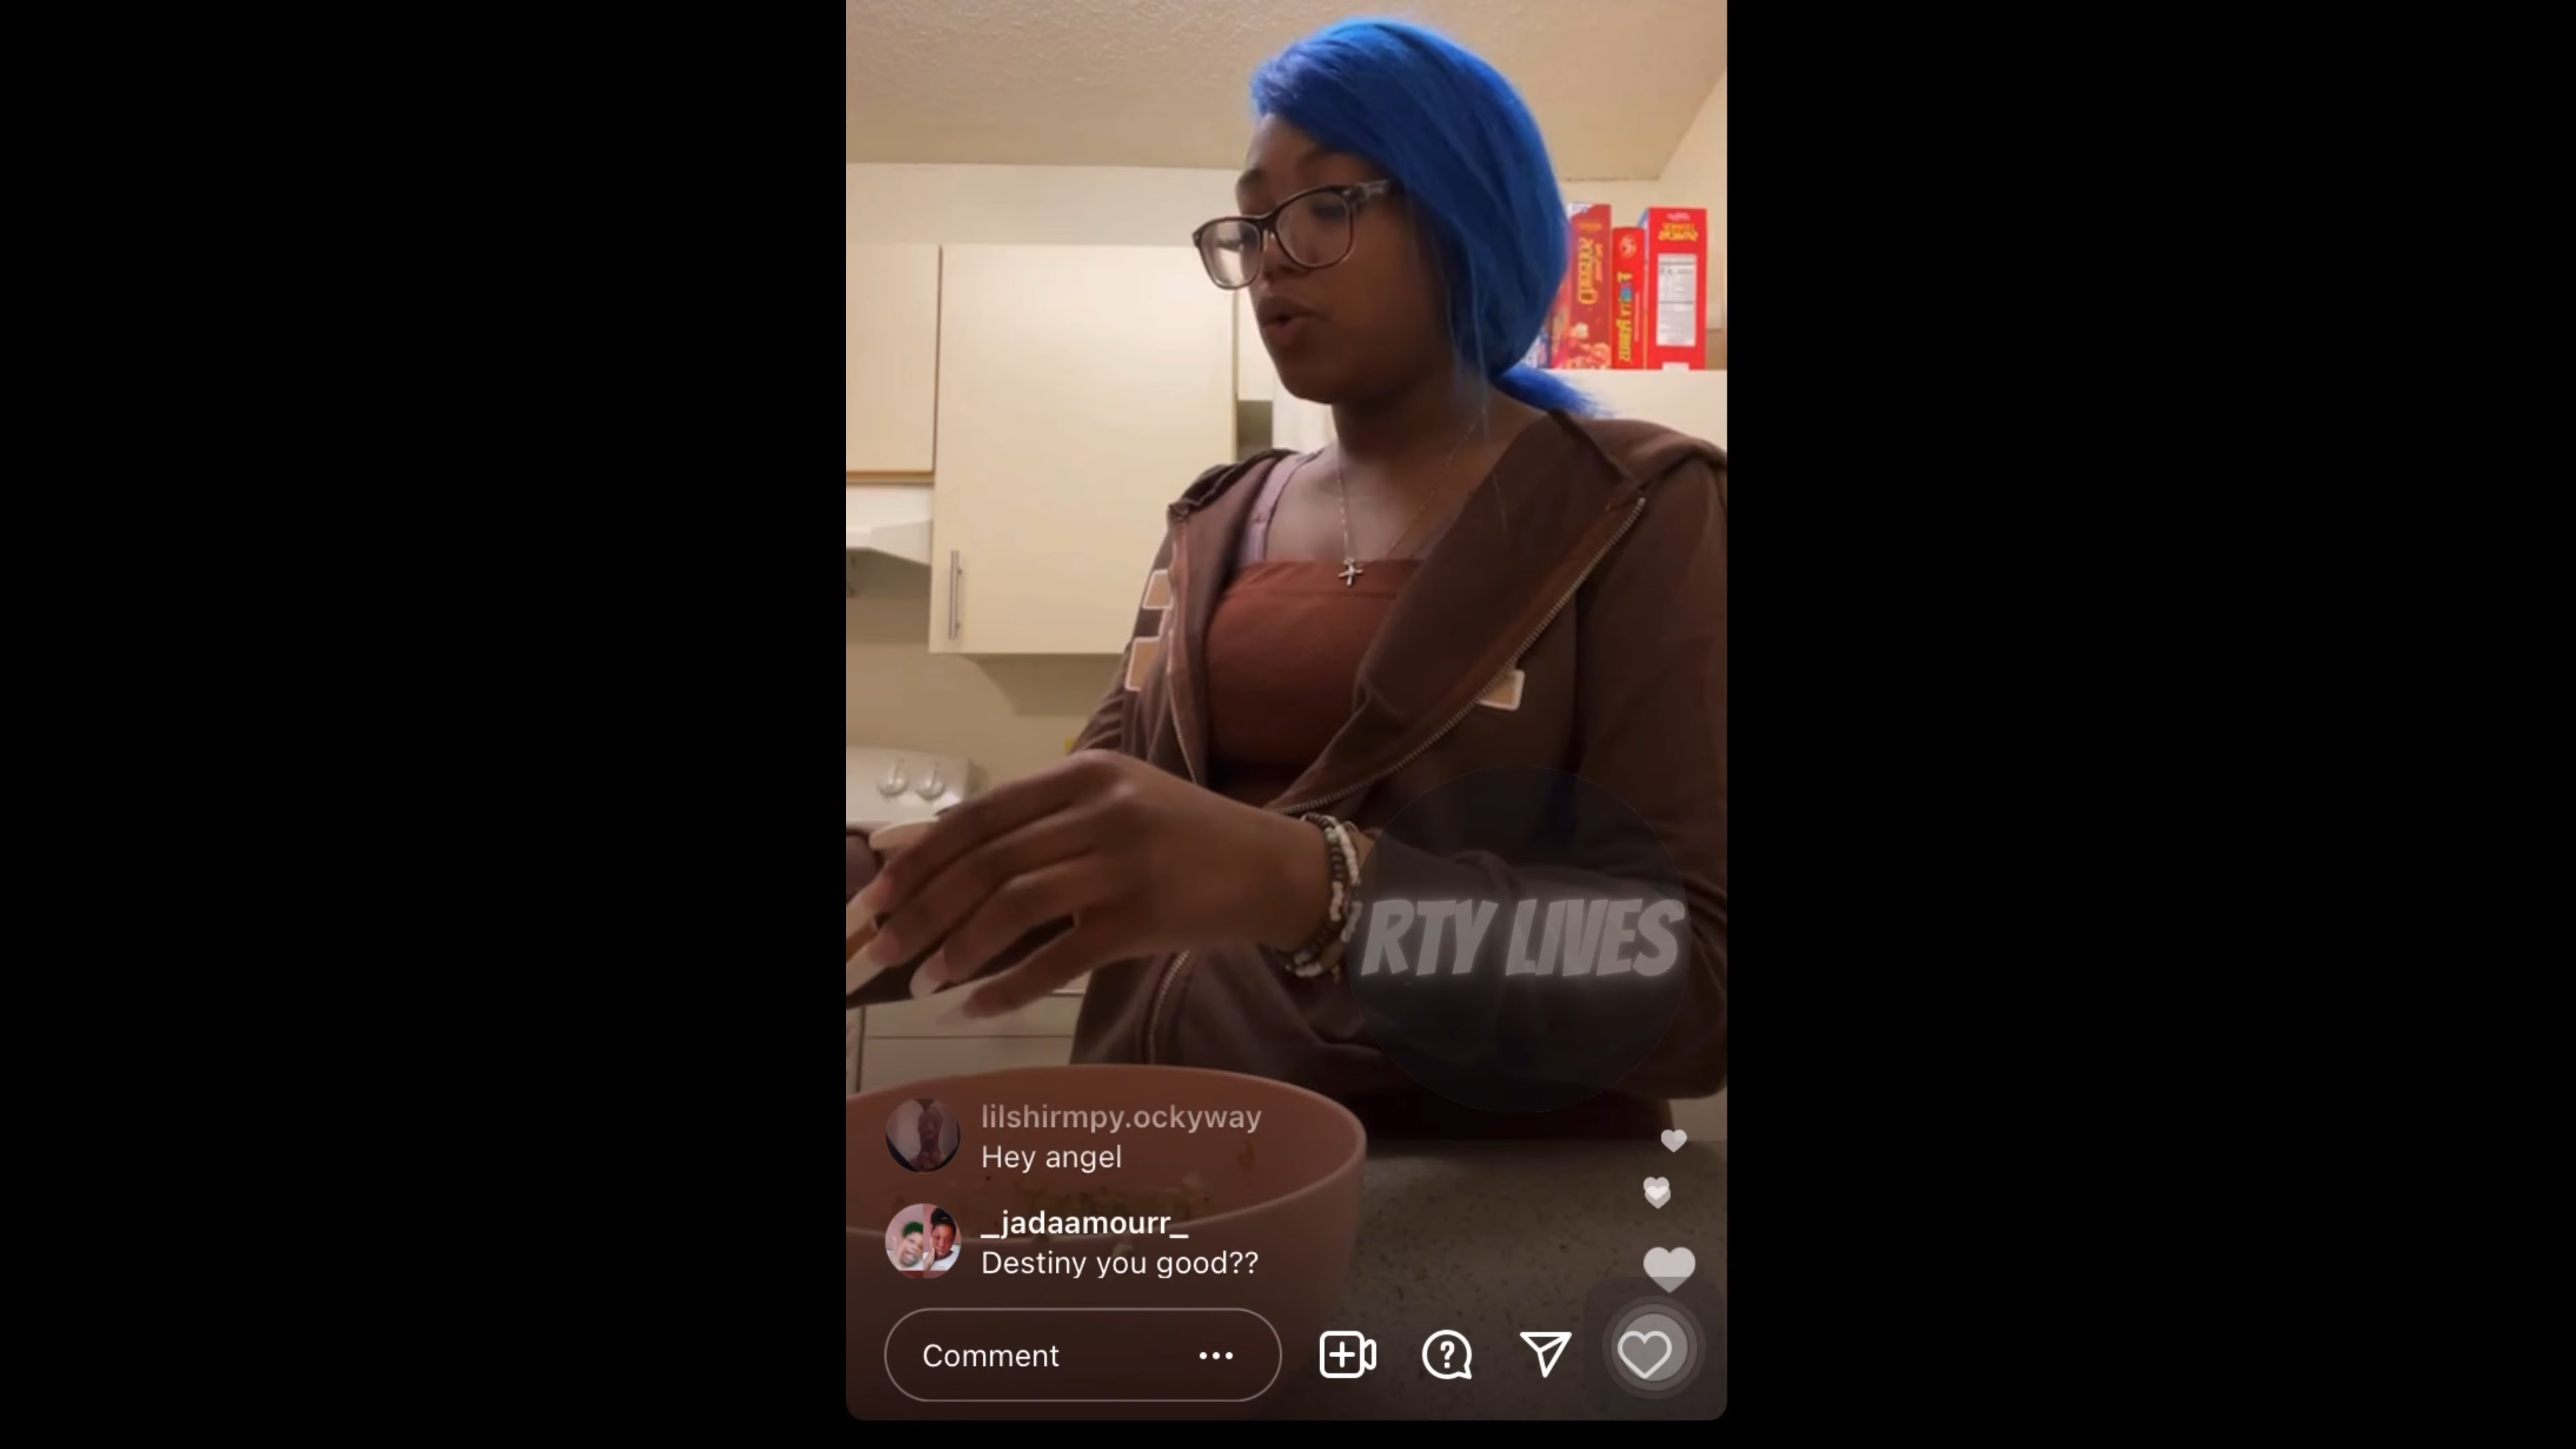 RTY LIVES
lilshirmpy.ockyway
Hey angel
_jadaamourr_
Destiny you good??
Comment